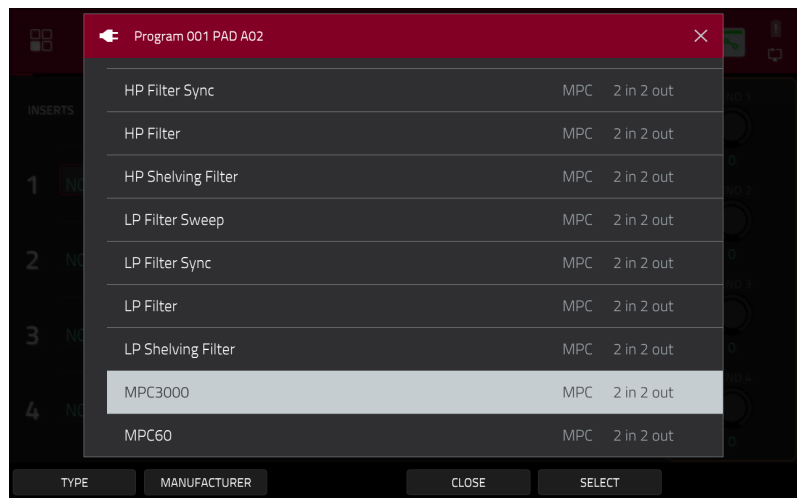 Program 001 PAD A02
HP Filter Sync MPC 2 in 2 out
INSERTS
HP Filter MPC 2 in 2 out
HP Shelving Filter MPC 2 in 2 out
1
LP Filter Sweep MPC 2 in 2 out
LP Filter Sync MPC 2 in 2 out
2
LP Filter MPC 2 in 2 out
3
LP Shelving Filter MPC 2 in 2 out
MPC3000 MPC 2 in 2 out
4
MPC60 MPC 2 in 2 out
TYPE MANUFACTURER CLOSE SELECT